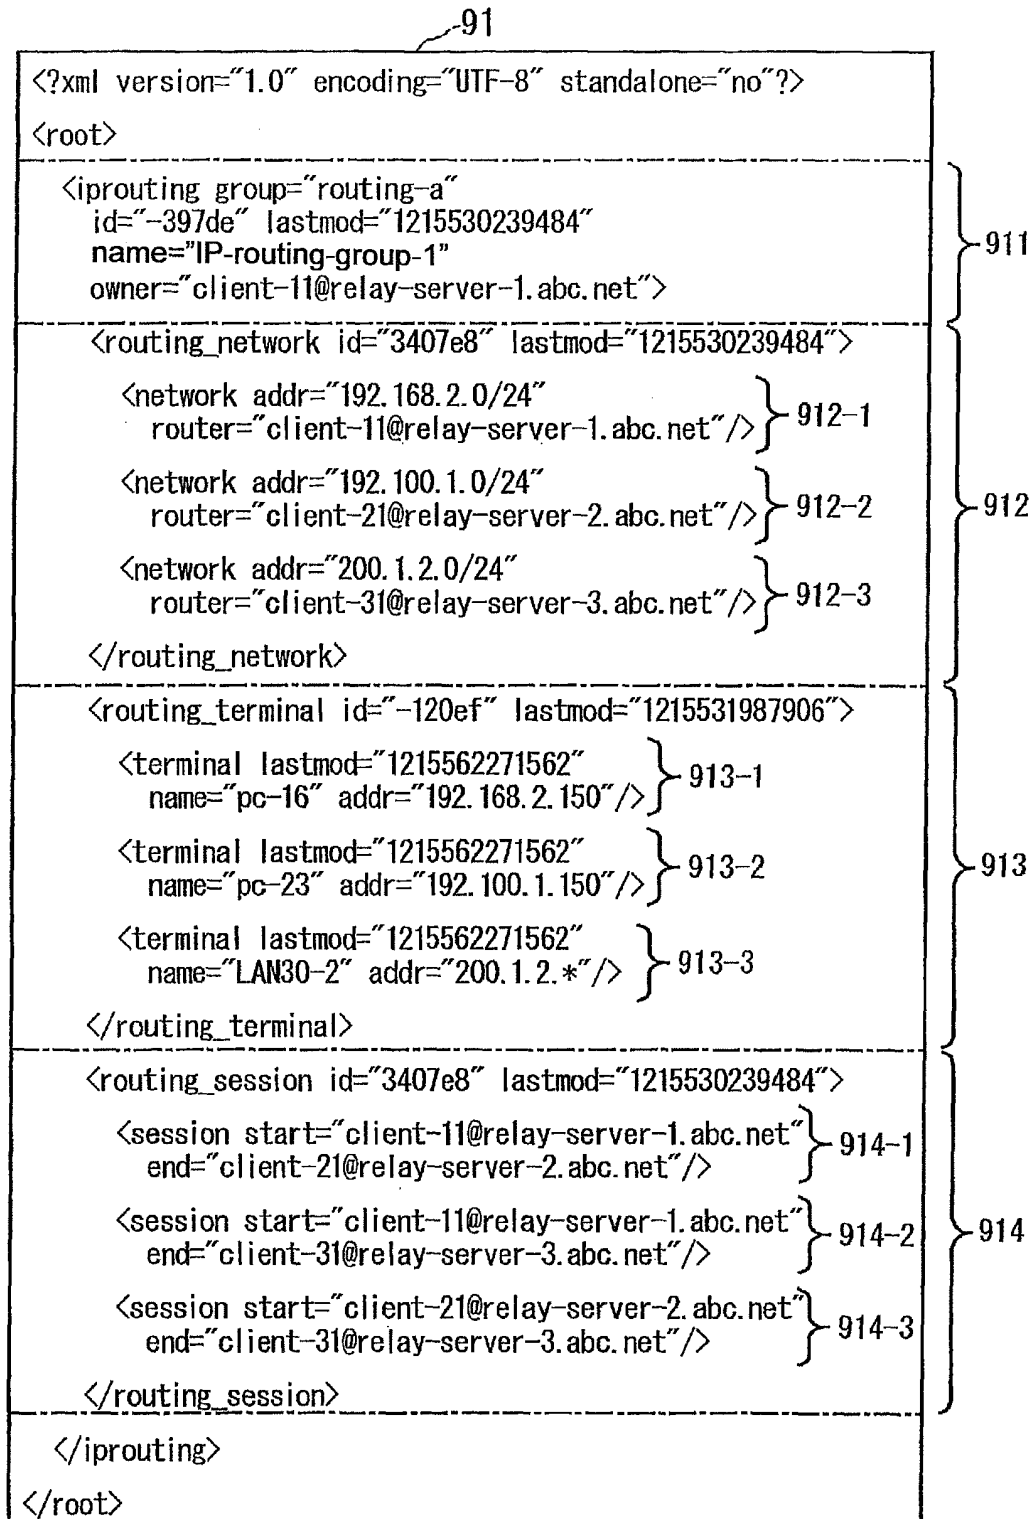 91
<?xml version="1.0" encoding="UTF-8" standalone="no"?>
<root>
<iprouting group="routing-a"
id="-397de" lastmod="1215530239484"
name="IP-routing-group-1"
owner="client-11@relay-server-1.abc.net">
911
<routing_network id="3407e8" lastmod="1215530239484">
<network addr="192.168.2.0/24"
router="client-11@relay-server-1.abc.net"/>
912-1
<network addr="192.100.1.0/24"
router="client-21@relay-server-2.abc.net"/>
912-2
912
<network addr="200.1.2.0/24"
router="client-31@relay-server-3.abc.net"/>
912-3
</routing_network>
<routing_terminal id="-120ef" lastmod="1215531987906">
<terminal lastmod="1215562271562"
name="pc-16" addr="192.168.2.150"/>
913-1
<terminal lastmod="1215562271562"
name="pc-23" addr="192.100.1.150"/>
913-2
913
<terminal lastmod="1215562271562"
name="LAN30-2" addr="200.1.2.*"/>
913-3
</routing_terminal>
<routing_session id="3407e8" lastmod="1215530239484">
<session start="client-11@relay-server-1.abc.net"
end="client-21@relay-server-2.abc.net"/>
914-1
<session start="client-11@relay-server-1.abc.net"
end="client-31@relay-server-3.abc.net"/>
914-2
914
<session start="client-21@relay-server-2.abc.net"
end="client-31@relay-server-3.abc.net"/>
914-3
</routing_session>
</iprouting>
</root>